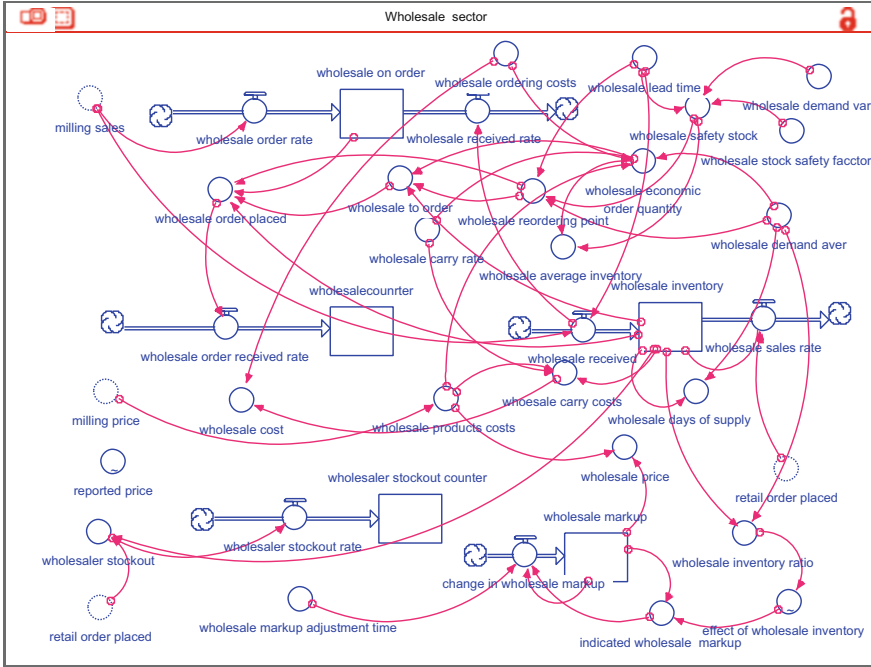 Wholesale sector
wholesale on order
wholesale ordering costs
wholesale lead time
wholesale demand var
milling sales
wholesale order rate
wholesale received rate
wholesale safety stock
wholesale stock safety facctor
wholesale economic
order quantity
wholesale order placed
wholesale to order
wholesale reordering point
wholesale demand aver
wholesale carry rate
wholesale average inventory
wholesalecounrter
wholesale inventory
wholesale order received rate
wholesale received
wholesale sales rate
milling price
wholesale cost
wholesale products costs
whoesale carry costs
wholesale days of supply
reported price
~
wholesaler stockout counter
wholesale price
retail order placed
wholesaler stockout
wholesaler stockout rate
wholesale markup
wholesale inventory ratio
change in wholesale markup
retail order placed
wholesale markup adjustment time
indicated wholesale markup
effect of wholesale inventory
~